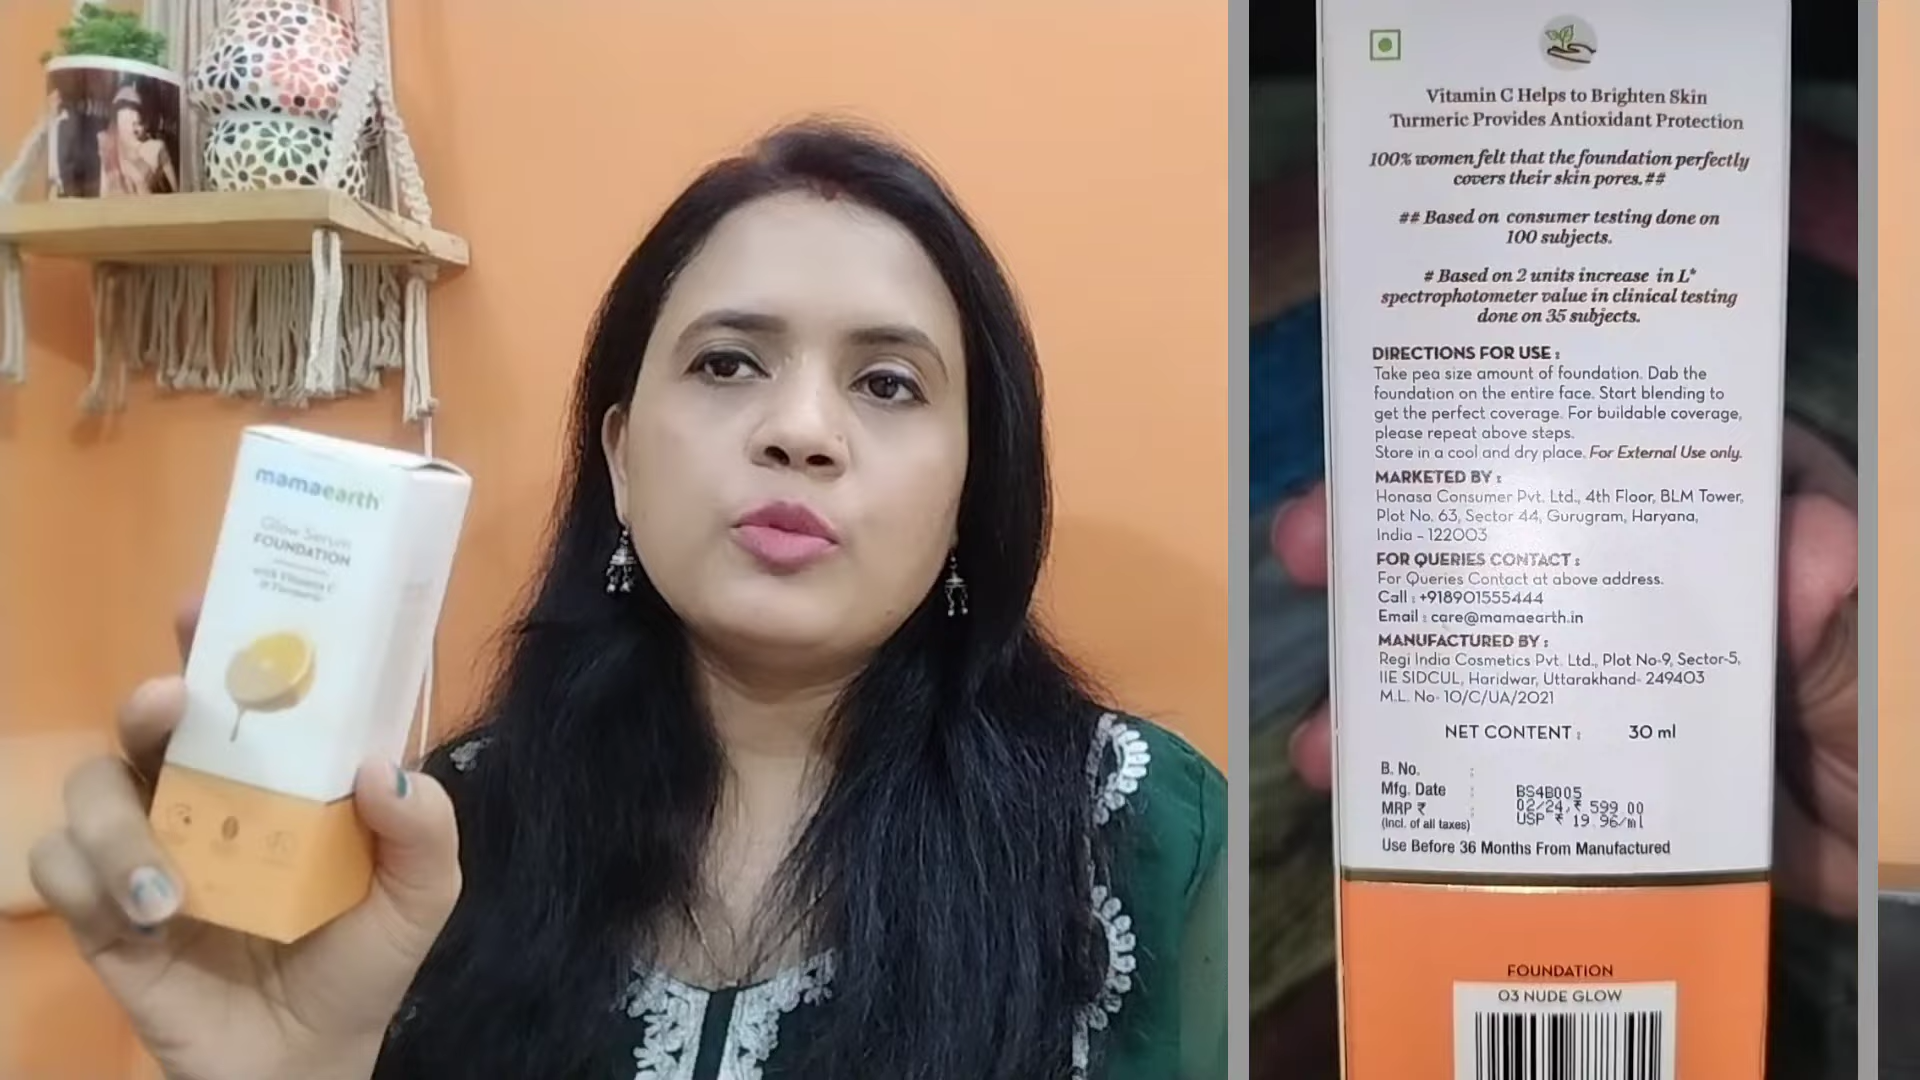 mamaearth
Glow Serum
FOUNDATION
with Vitamin C
& Turmeric
Vitamin C Helps to Brighten Skin
Turmeric Provides Antioxidant Protection
100% women felt that the foundation perfectly
covers their skin pores.##
## Based on consumer testing done on
100 subjects.
# Based on 2 units increase in L*
spectrophotometer value in clinical testing
done on 35 subjects.
DIRECTIONS FOR USE :
Take pea size amount of foundation. Dab the
foundation on the entire face. Start blending to
get the perfect coverage. For buildable coverage,
please repeat above steps.
Store in a cool and dry place. For External Use only.
MARKETED BY :
Honasa Consumer Pvt. Ltd., 4th Floor, BLM Tower,
Plot No. 63, Sector 44, Gurugram, Haryana,
India - 122003
FOR QUERIES CONTACT :
For Queries Contact at above address.
Call : +918901555444
Email : care@mamaearth.in
MANUFACTURED BY :
Regi India Cosmetics Pvt. Ltd., Plot No-9, Sector-5,
IIE SIDCUL, Haridwar, Uttarakhand- 249403
M.L. No- 10/C/UA/2021
NET CONTENT : 30 ml
B. No. :
Mfg. Date : BS4B005
MRP ₹ : 02/24,₹ 599.00
(Incl. of all taxes) USP ₹ 19.96/ml
Use Before 36 Months From Manufactured
FOUNDATION
03 NUDE GLOW